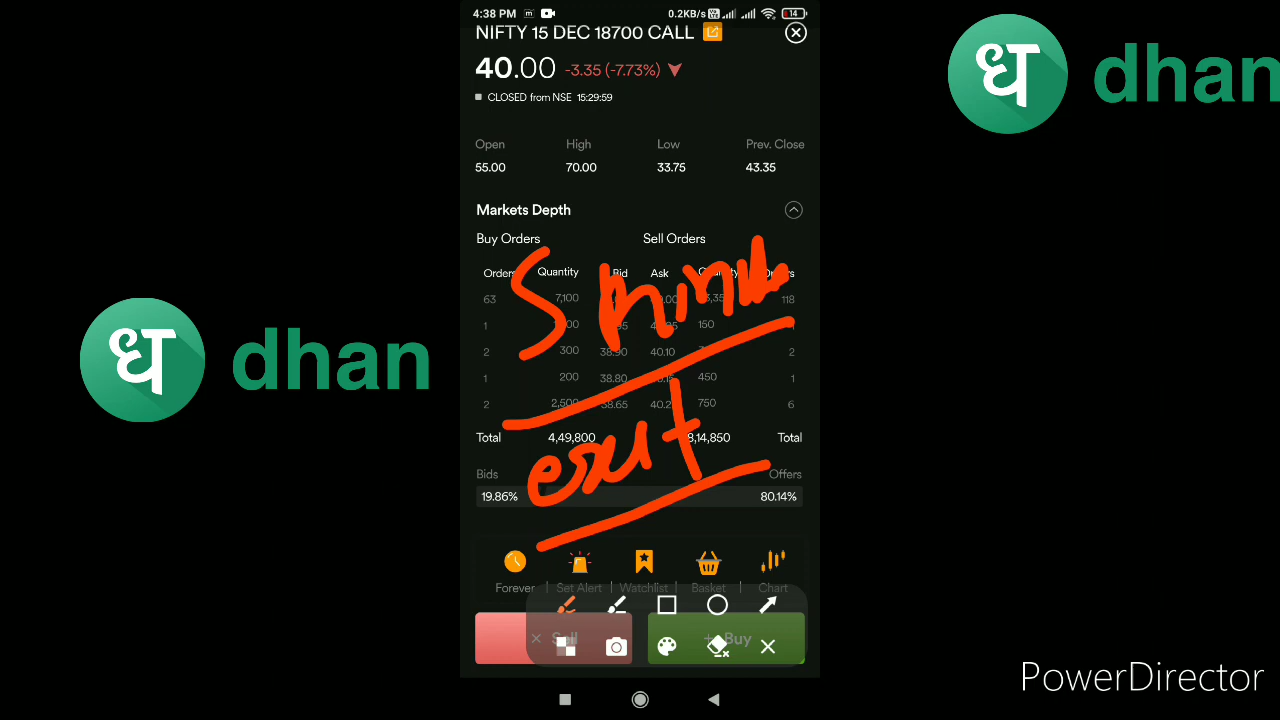 4:38 PM m 0.2KB/s 14
NIFTY 15 DEC 18700 CALL
40.00 -3.35 (-7.73%)
CLOSED from NSE 15:29:59
Open High Low Prev. Close
55.00 70.00 33.75 43.35
Markets Depth
Buy Orders Sell Orders
Orders Quantity Bid Ask
63 7,100 118
1 150
2 300 38.90 40.10 2
1 200 38.80 450 1
2 2,500 38.65 750 6
5 minute
exit
Total 4,49,800 Total
Bids Offers
19.86% 80.14%
Forever Set Alert Watchlist Basket Chart
Sell Buy
ध dhan
ध dhan
PowerDirector